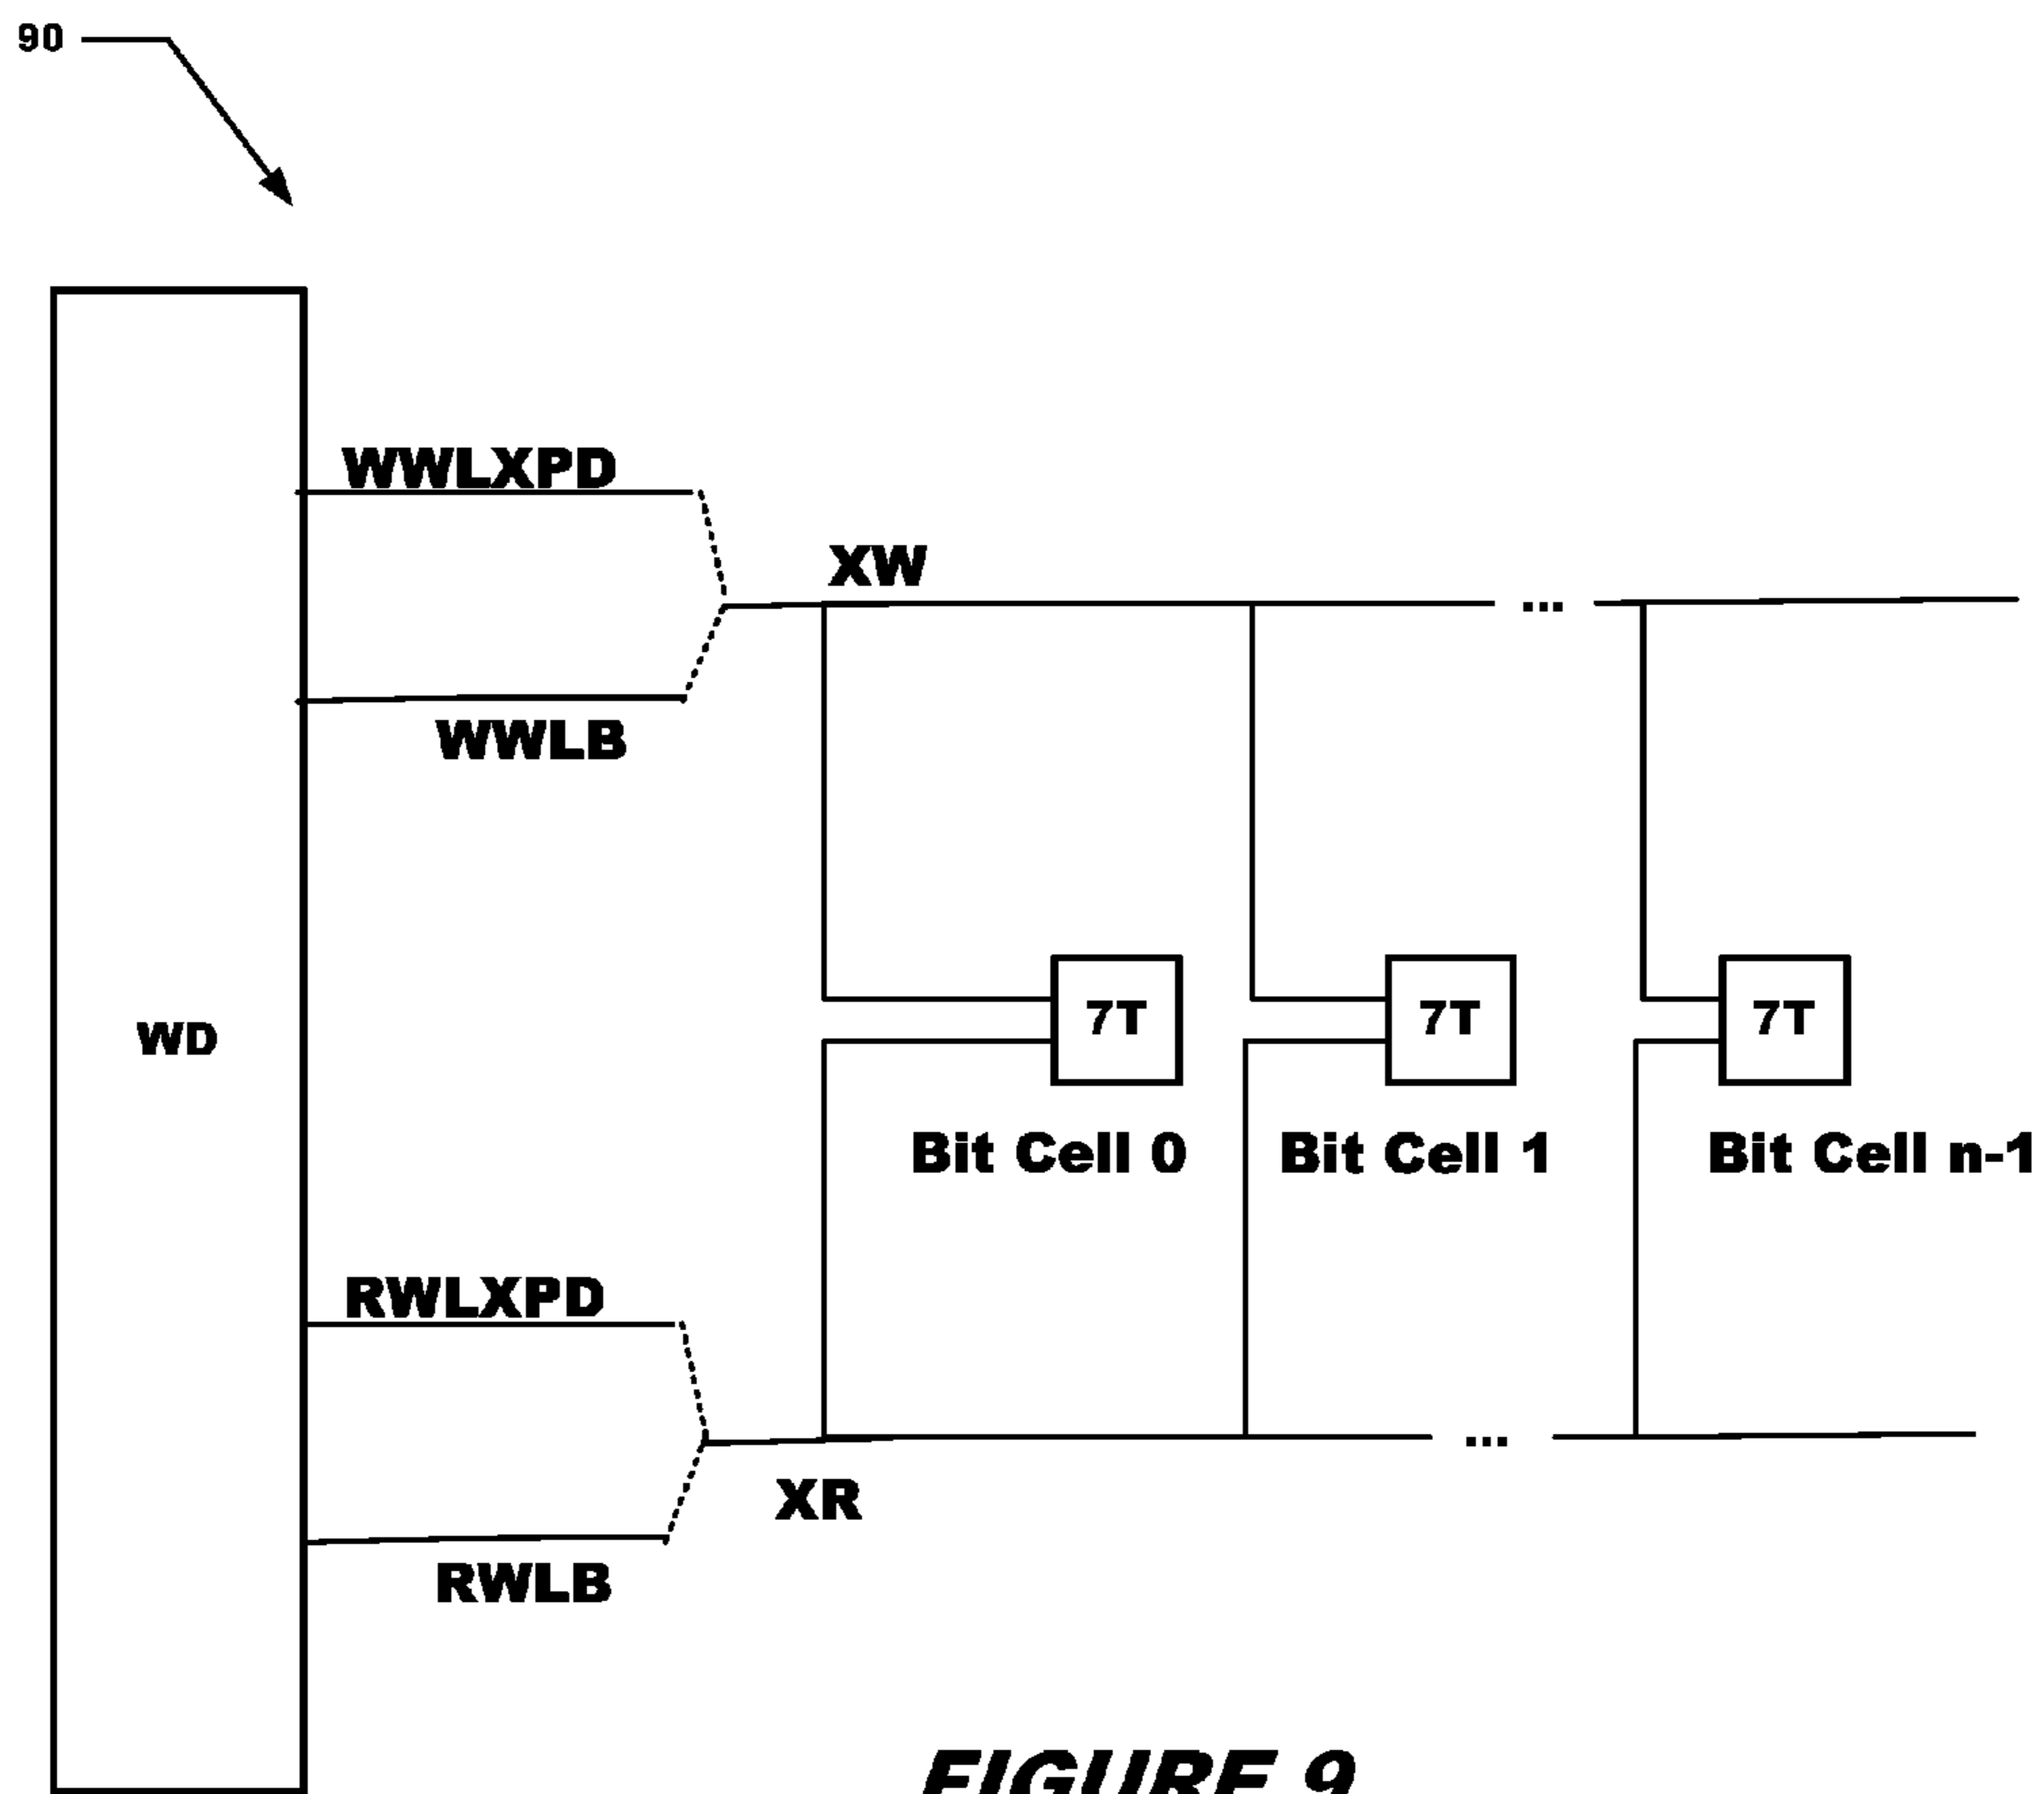 90
WWLXPD
XW
WWLB
WD
7T 7T 7T
Bit Cell 0 Bit Cell 1 Bit Cell n-1
RWLXPD
XR
RWLB
FIGURE 9